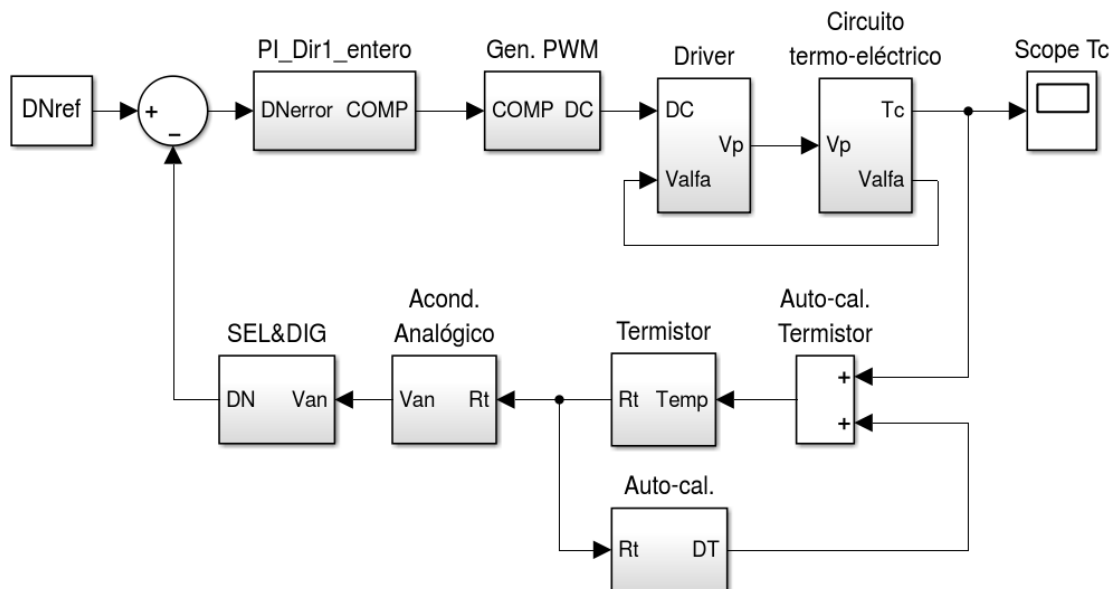 Circuito
PI_Dir1_entero Gen. PWM Driver termo-eléctrico Scope Tc
DNref + − DNerror COMP COMP DC DC Tc
Vp Vp
Valfa Valfa
Acond. Auto-cal.
SEL&DIG Analógico Termistor Termistor
+
DN Van Van Rt Rt Temp
+
Auto-cal.
Rt DT